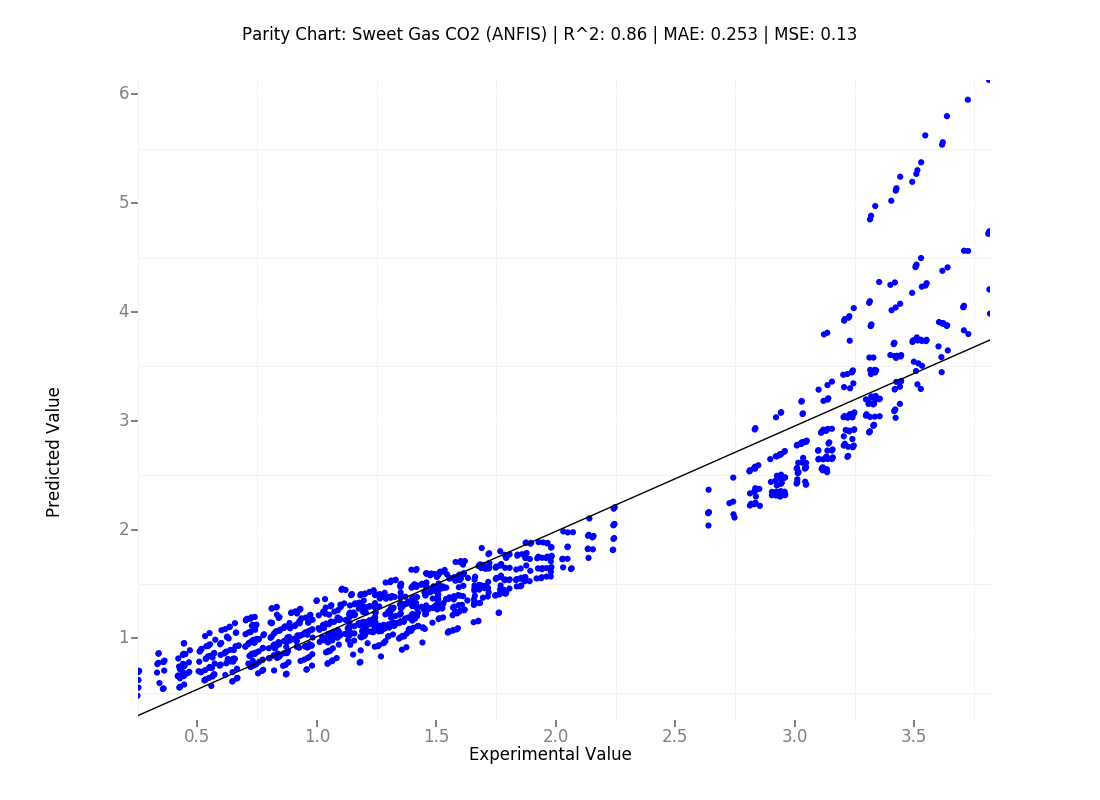 Parity Chart: Sweet Gas CO2 (ANFIS) | R^2: 0.86 | MAE: 0.253 | MSE: 0.13
6
5
4
3
2
1
Predicted Value
0.5 1.0 1.5 2.0 2.5 3.0 3.5
Experimental Value